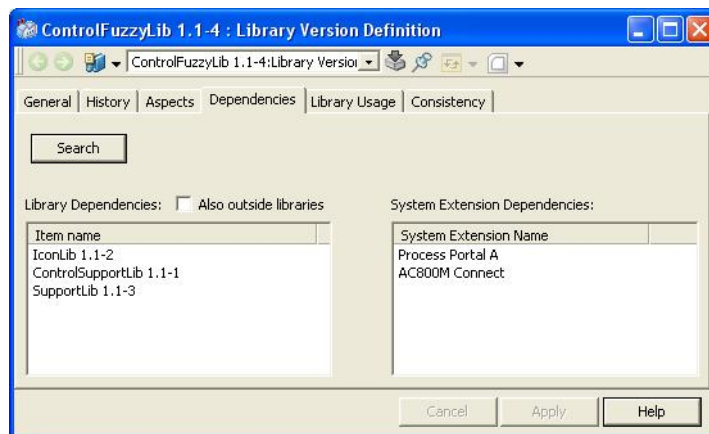 ControlFuzzyLib 1.1-4 : Library Version Definition
ControlFuzzyLib 1.1-4:Library Version
General History Aspects Dependencies Library Usage Consistency
Search
Library Dependencies: Also outside libraries
Item name
IconLib 1.1-2
ControlSupportLib 1.1-1
SupportLib 1.1-3
System Extension Dependencies:
System Extension Name
Process Portal A
AC800M Connect
Cancel Apply Help